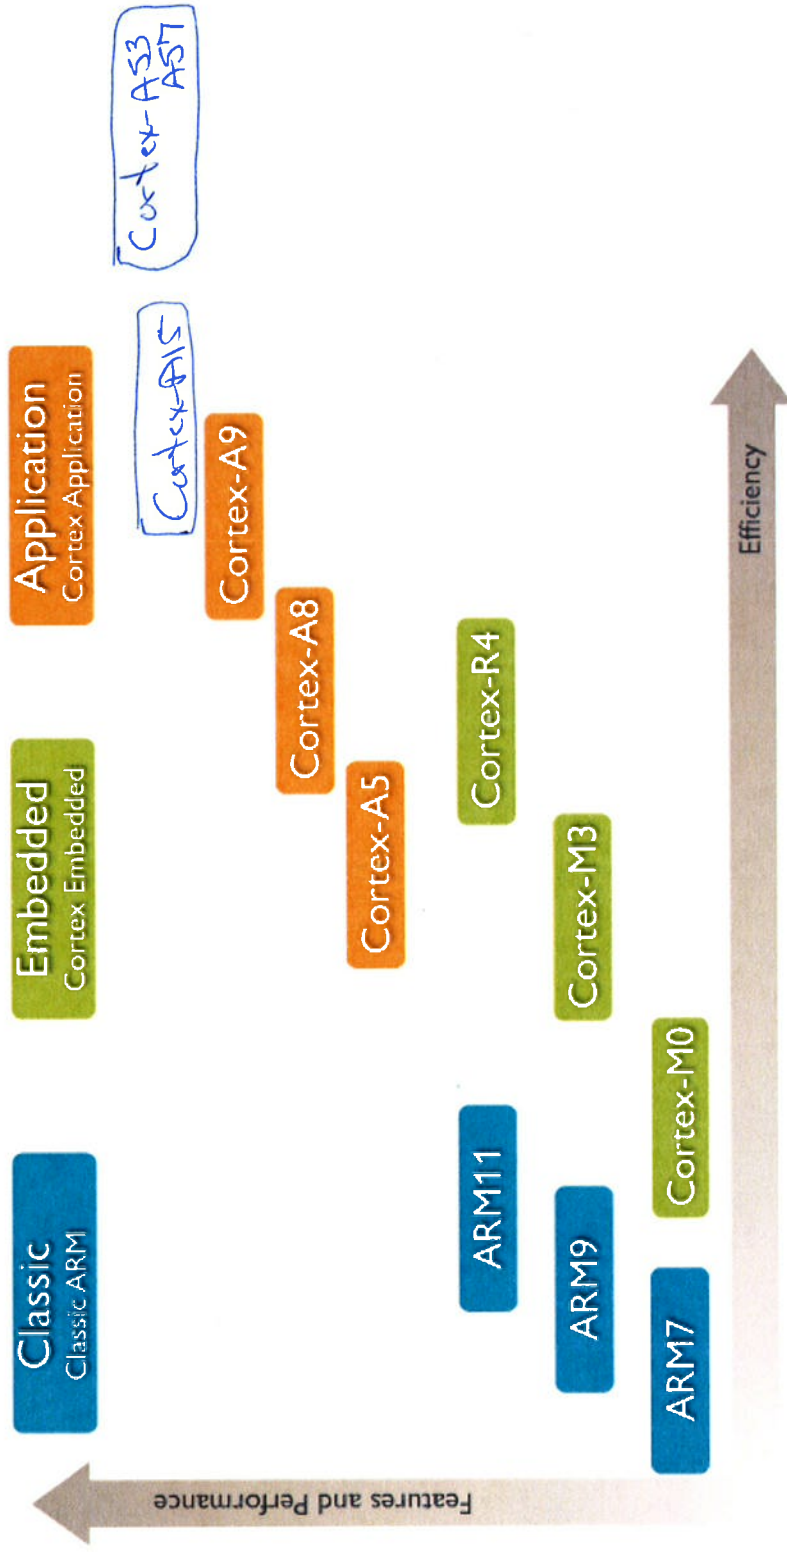 Classic
Classic ARM
Embedded
Cortex Embedded
Application
Cortex Application
Cortex-A53
A57
Cortex-A15
Cortex-A9
Cortex-A8
Cortex-A5
ARM11
Cortex-R4
ARM9
Cortex-M3
ARM7
Cortex-M0
Features and Performance
Efficiency